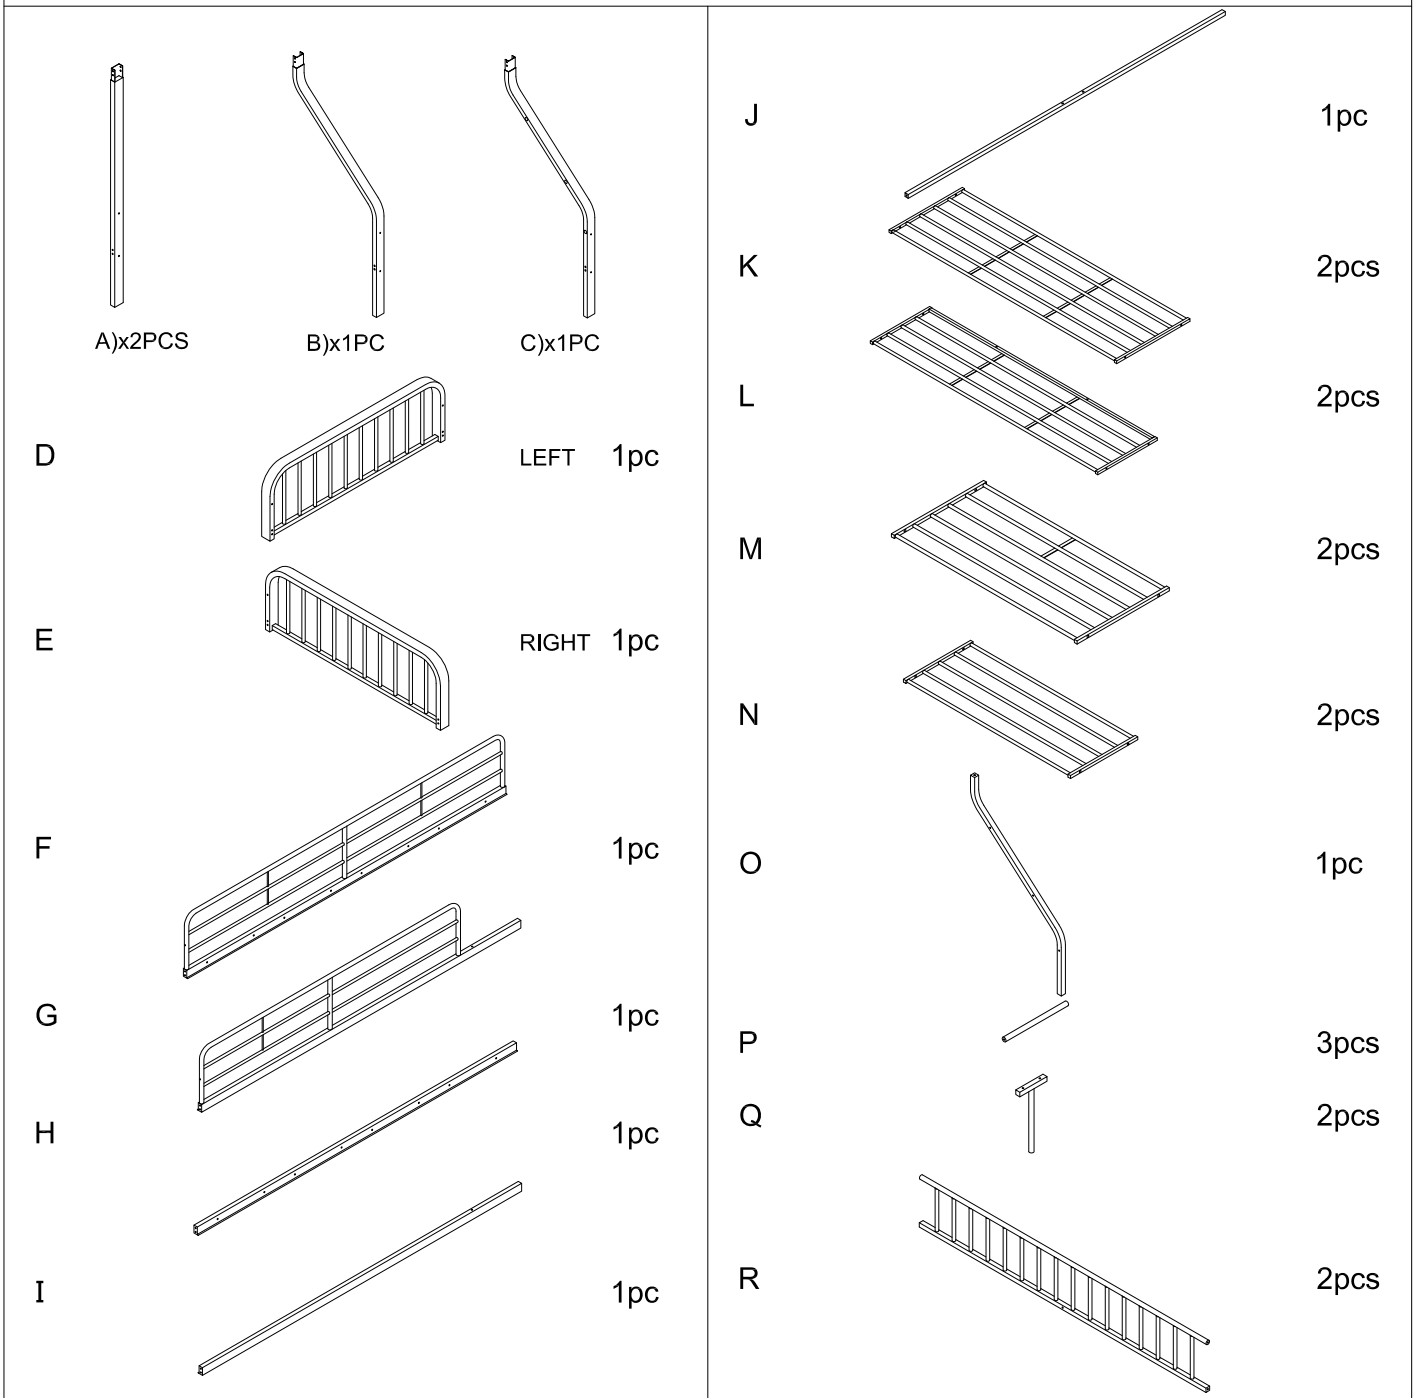 A)x2PCS B)x1PC C)x1PC
D LEFT 1pc
E RIGHT 1pc
F 1pc
G 1pc
H 1pc
I 1pc
J 1pc
K 2pcs
L 2pcs
M 2pcs
N 2pcs
O 1pc
P 3pcs
Q 2pcs
R 2pcs